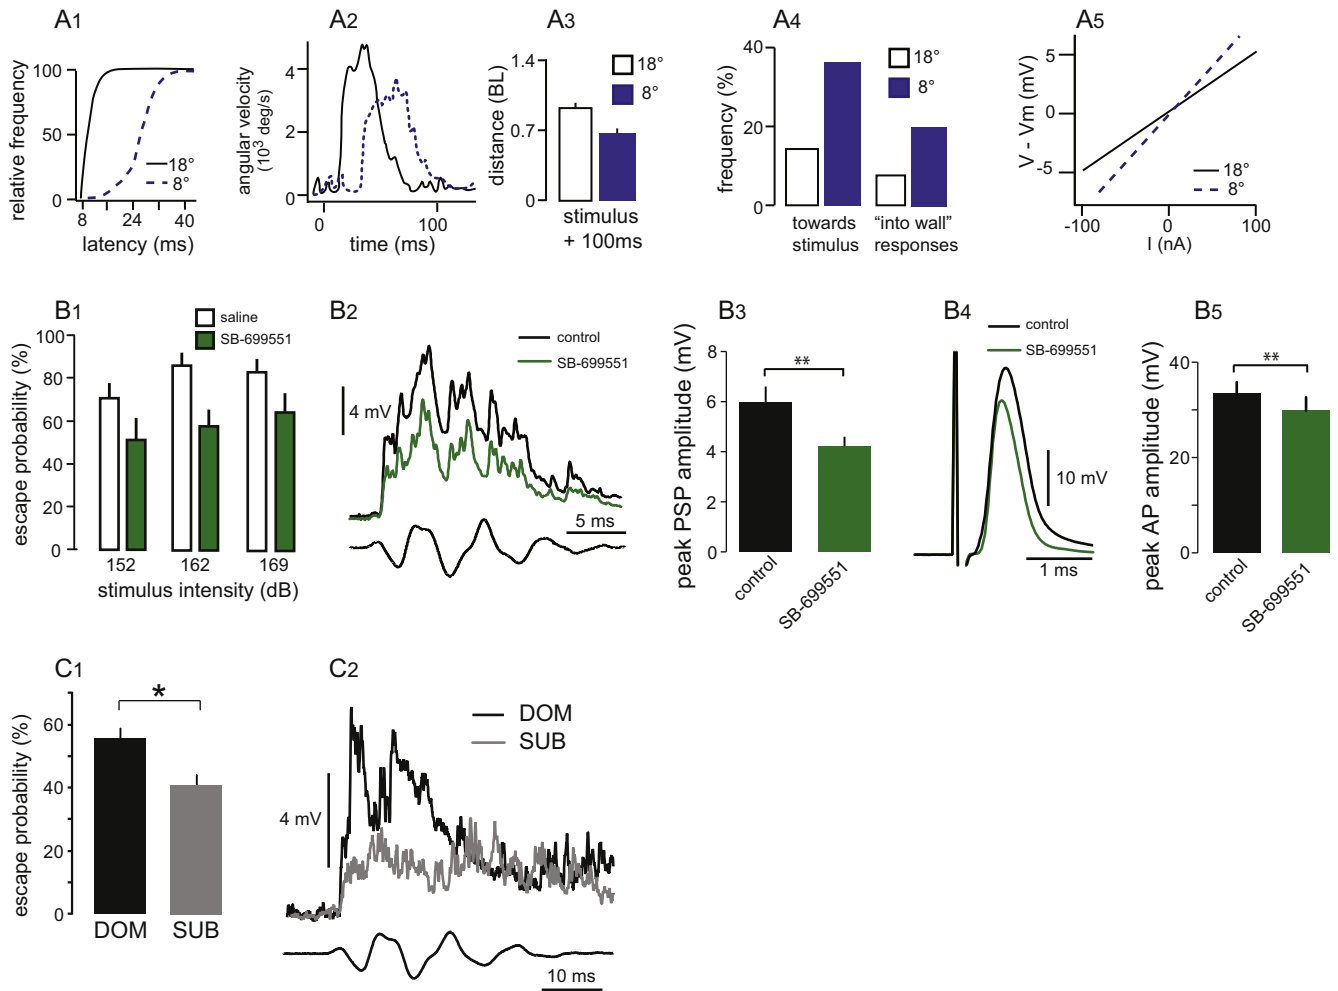 A1
relative frequency
100
50
0
18°
8°
8
24
40
latency (ms)
A2
angular velocity
(10³ deg/s)
4
2
0
0
100
time (ms)
A3
distance (BL)
1.4
0.7
0
18°
8°
stimulus
+ 100ms
A4
frequency (%)
40
20
0
18°
8°
towards
stimulus
"into wall"
responses
A5
V - Vm (mV)
5
0
-5
18°
8°
-100
0
100
I (nA)
B1
escape probability (%)
100
80
60
40
20
0
saline
SB-699551
152
162
169
stimulus intensity (dB)
B2
control
SB-699551
4 mV
5 ms
B3
peak PSP amplitude (mV)
8
6
4
2
0
**
control
SB-699551
B4
control
SB-699551
10 mV
1 ms
B5
peak AP amplitude (mV)
40
20
0
**
control
SB-699551
C1
escape probability (%)
60
40
20
0
*
DOM
SUB
C2
DOM
SUB
4 mV
10 ms